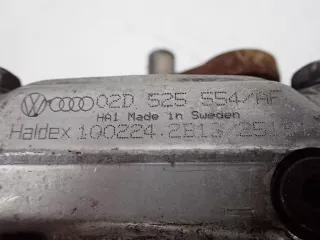 02D 525 554/AF
HA1 Made in Sweden
Haldex 100224.2B13